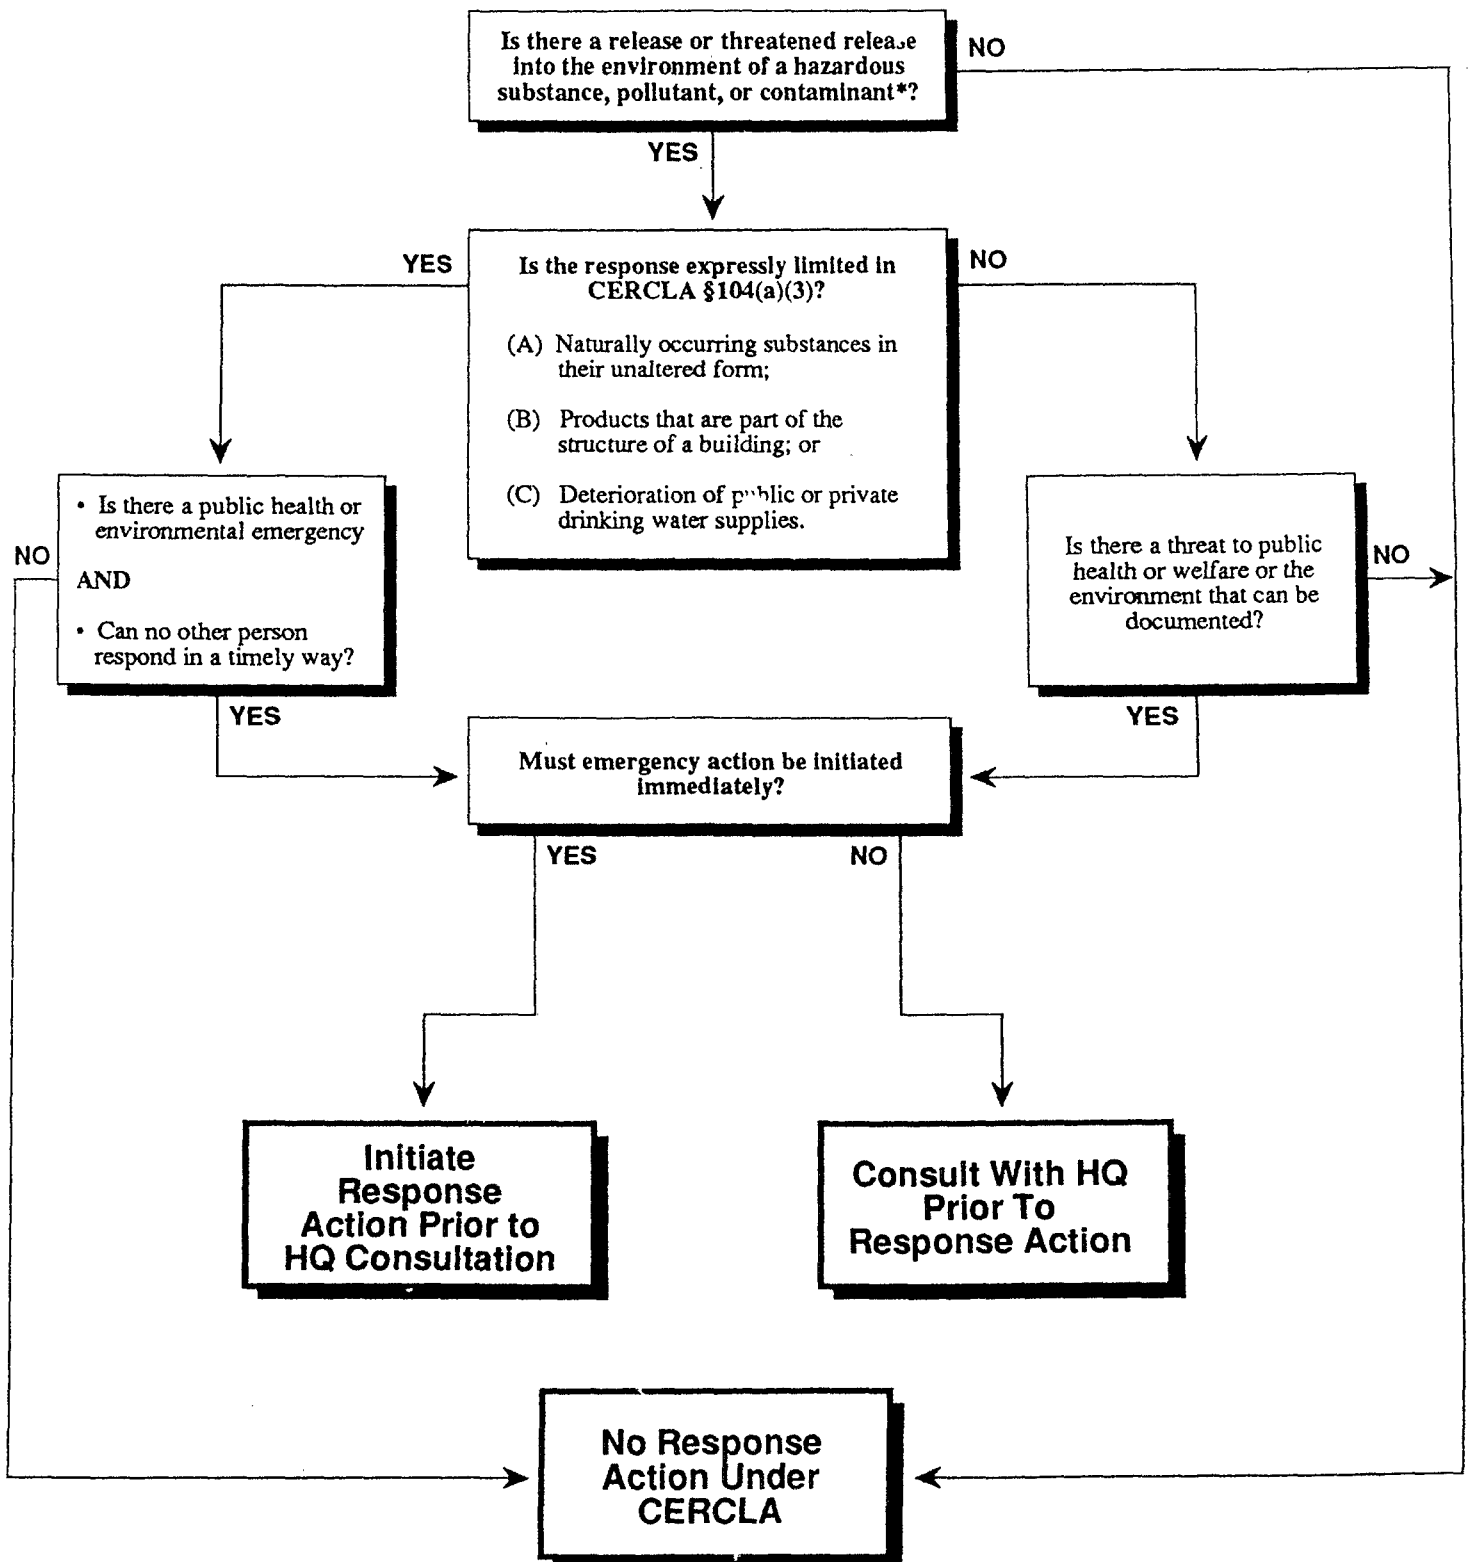 Is there a release or threatened release
into the environment of a hazardous
substance, pollutant, or contaminant*?
NO
YES
YES
Is the response expressly limited in
CERCLA §104(a)(3)?
NO
(A) Naturally occurring substances in
their unaltered form;
(B) Products that are part of the
structure of a building; or
(C) Deterioration of public or private
drinking water supplies.
• Is there a public health or
environmental emergency
AND
• Can no other person
respond in a timely way?
NO
YES
Is there a threat to public
health or welfare or the
environment that can be
documented?
NO
YES
Must emergency action be initiated
immediately?
YES
NO
Initiate
Response
Action Prior to
HQ Consultation
Consult With HQ
Prior To
Response Action
No Response
Action Under
CERCLA